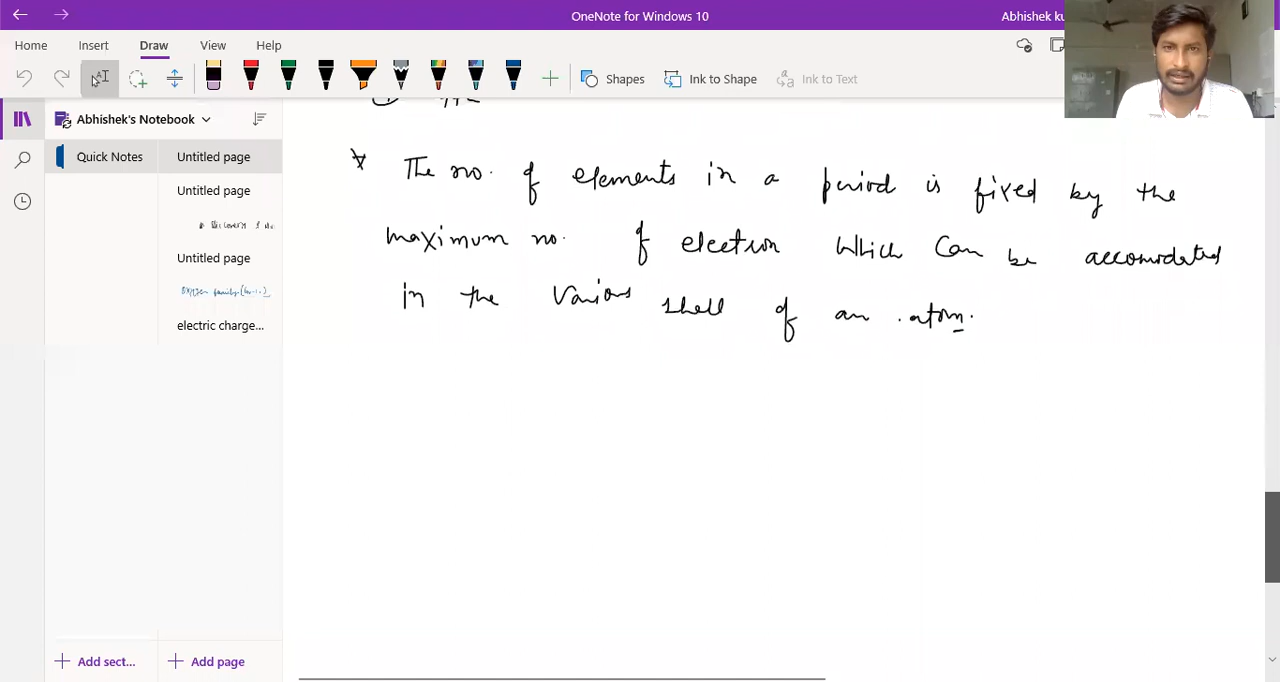 OneNote for Windows 10
Abhishek ku
Home Insert Draw View Help
Shapes Ink to Shape Ink to Text
Abhishek's Notebook
Quick Notes
Untitled page
Untitled page
Untitled page
electric charge...
The no. of elements in a period is fixed by the
maximum no. of electron which can be accomodated
in the various shell of an atom.
Add sect...
Add page